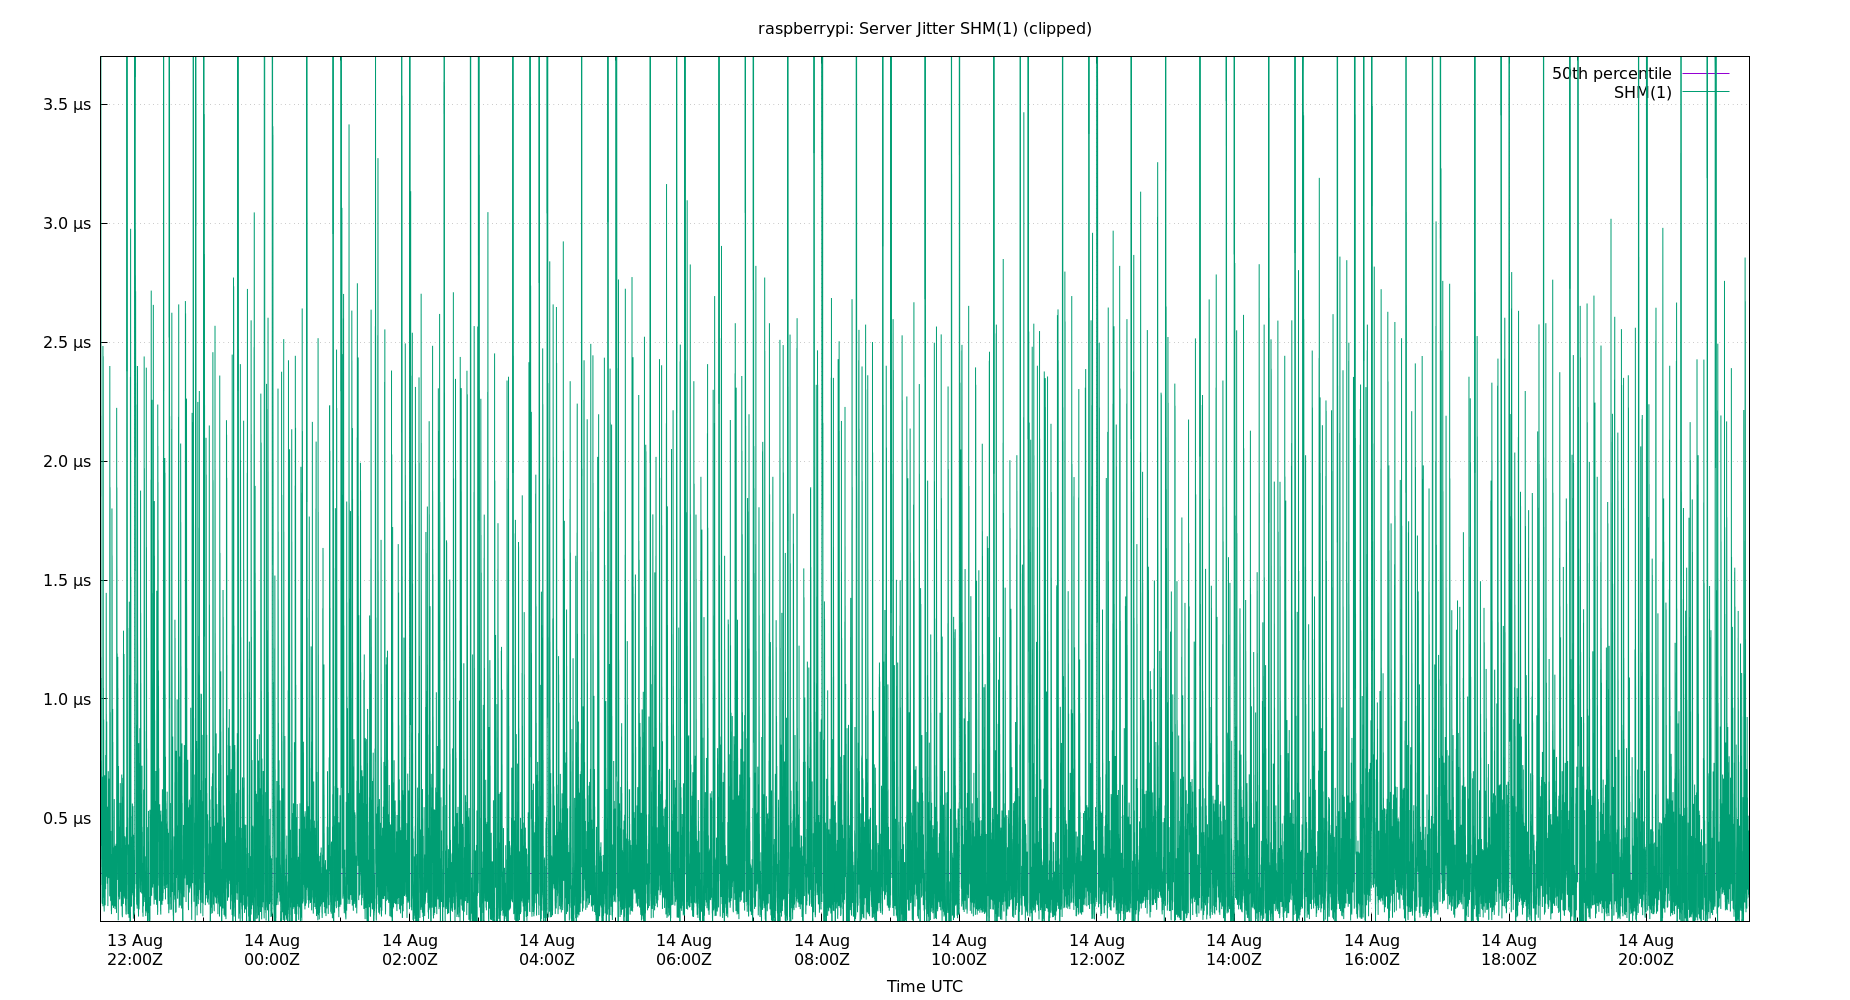 raspberrypi: Server Jitter SHM(1) (clipped)
50th percentile
SHM(1)
3.5 µs
3.0 µs
2.5 µs
2.0 µs
1.5 µs
1.0 µs
0.5 µs
13 Aug 14 Aug 14 Aug 14 Aug 14 Aug 14 Aug 14 Aug 14 Aug 14 Aug 14 Aug 14 Aug 14 Aug
22:00Z 00:00Z 02:00Z 04:00Z 06:00Z 08:00Z 10:00Z 12:00Z 14:00Z 16:00Z 18:00Z 20:00Z
Time UTC